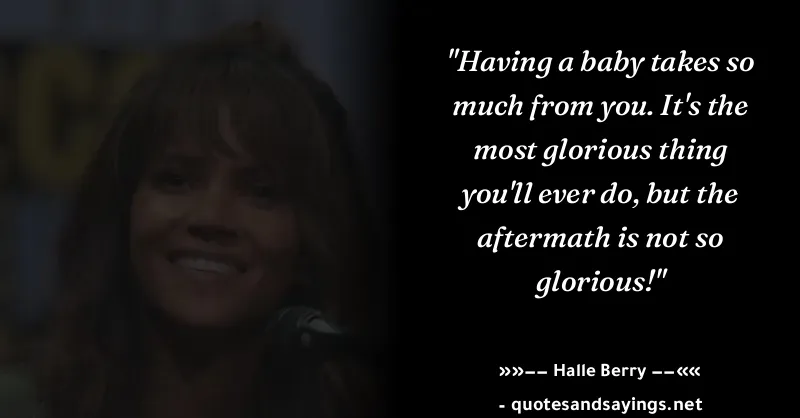 "Having a baby takes so
much from you. It's the
most glorious thing
you'll ever do, but the
aftermath is not so
glorious!"
»»–– Halle Berry ––««
- quotesandsayings.net